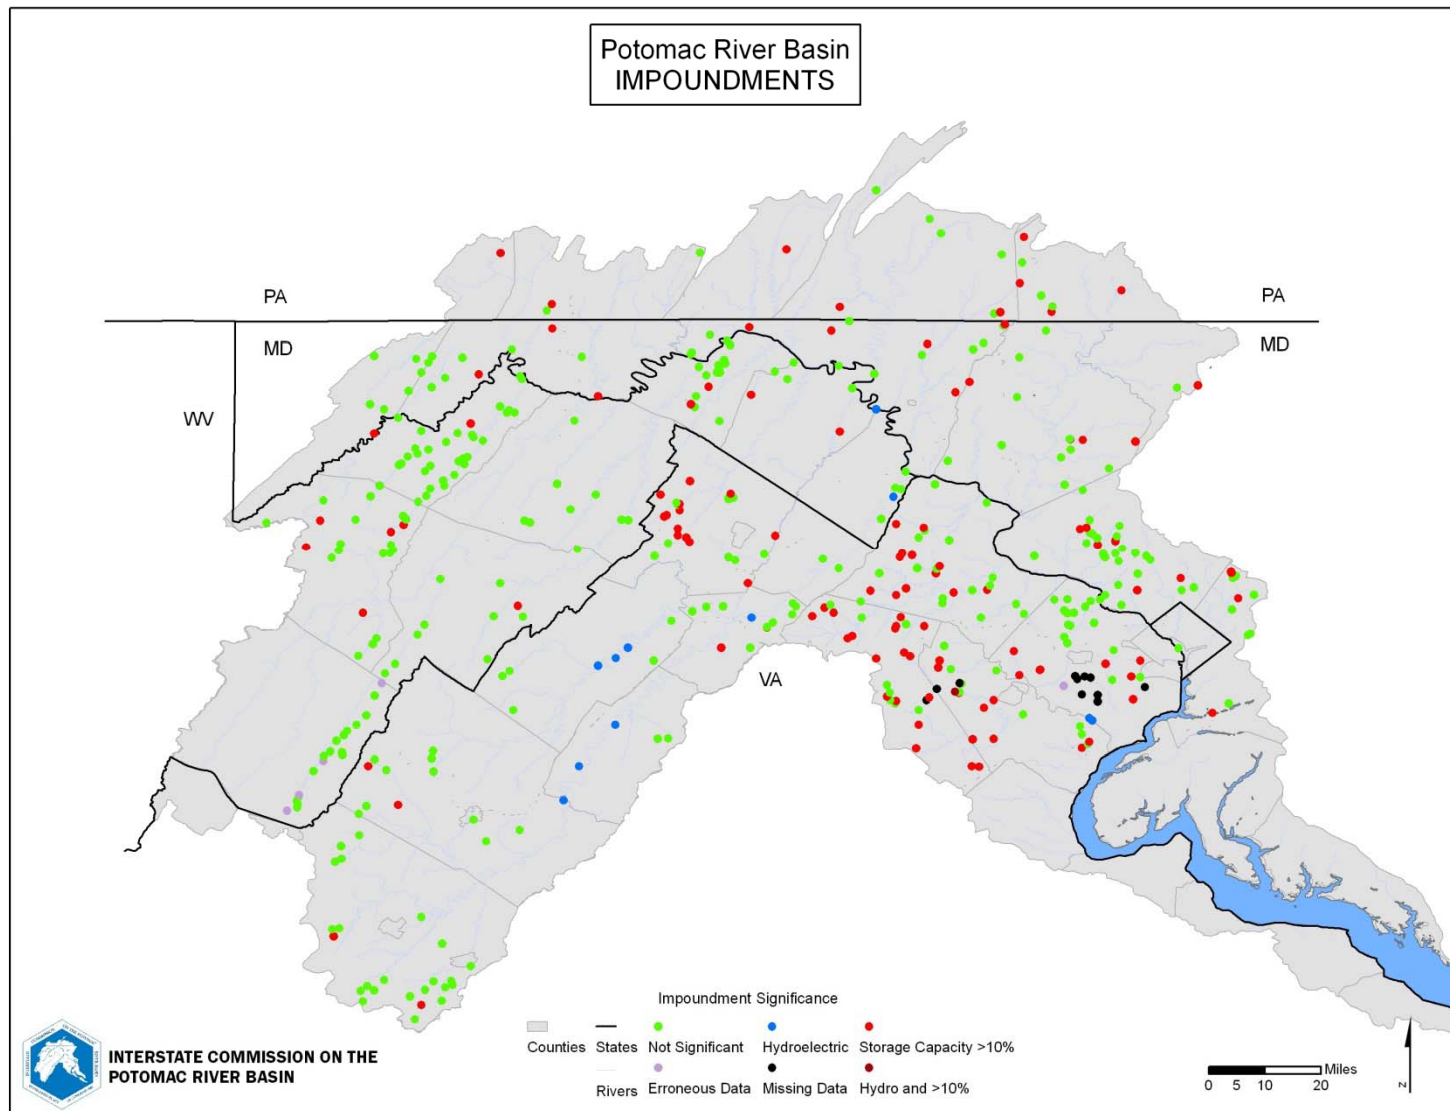 Potomac River Basin
IMPOUNDMENTS
PA
PA
MD
MD
WV
VA
Impoundment Significance
Counties
States
Not Significant
Hydroelectric
Storage Capacity >10%
Rivers
Erroneous Data
Missing Data
Hydro and >10%
INTERSTATE COMMISSION ON THE
POTOMAC RIVER BASIN
Miles
0 5 10 20
N